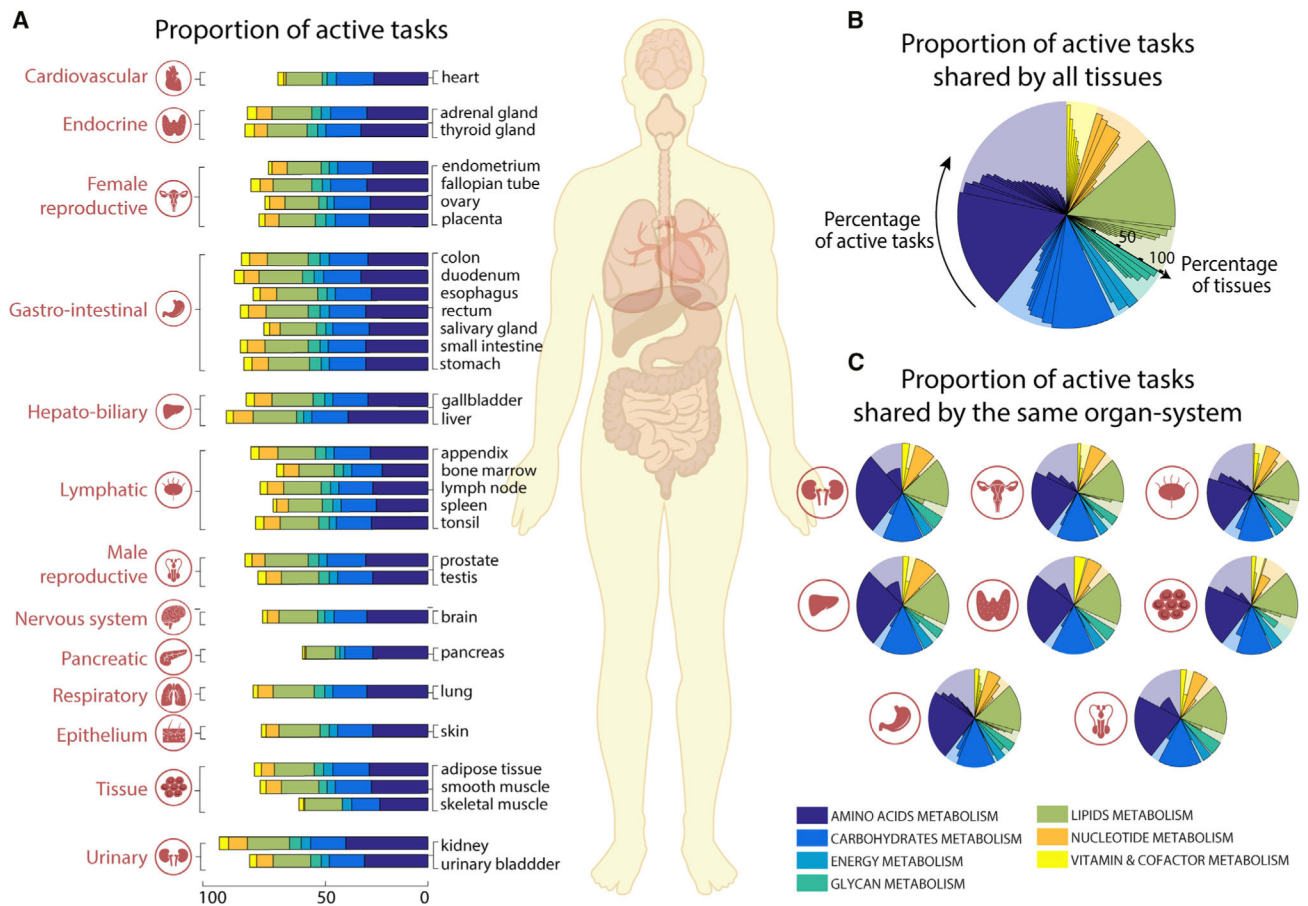 A
Proportion of active tasks
Cardiovascular
heart
Endocrine
adrenal gland
thyroid gland
Female
reproductive
endometrium
fallopian tube
ovary
placenta
Gastro-intestinal
colon
duodenum
esophagus
rectum
salivary gland
small intestine
stomach
Hepato-biliary
gallbladder
liver
Lymphatic
appendix
bone marrow
lymph node
spleen
tonsil
Male
reproductive
prostate
testis
Nervous system
brain
Pancreatic
pancreas
Respiratory
lung
Epithelium
skin
Tissue
adipose tissue
smooth muscle
skeletal muscle
Urinary
kidney
urinary bladdder
100 50 0
B
Proportion of active tasks
shared by all tissues
Percentage
of active tasks
50
100
Percentage
of tissues
C
Proportion of active tasks
shared by the same organ-system
AMINO ACIDS METABOLISM
CARBOHYDRATES METABOLISM
ENERGY METABOLISM
GLYCAN METABOLISM
LIPIDS METABOLISM
NUCLEOTIDE METABOLISM
VITAMIN & COFACTOR METABOLISM